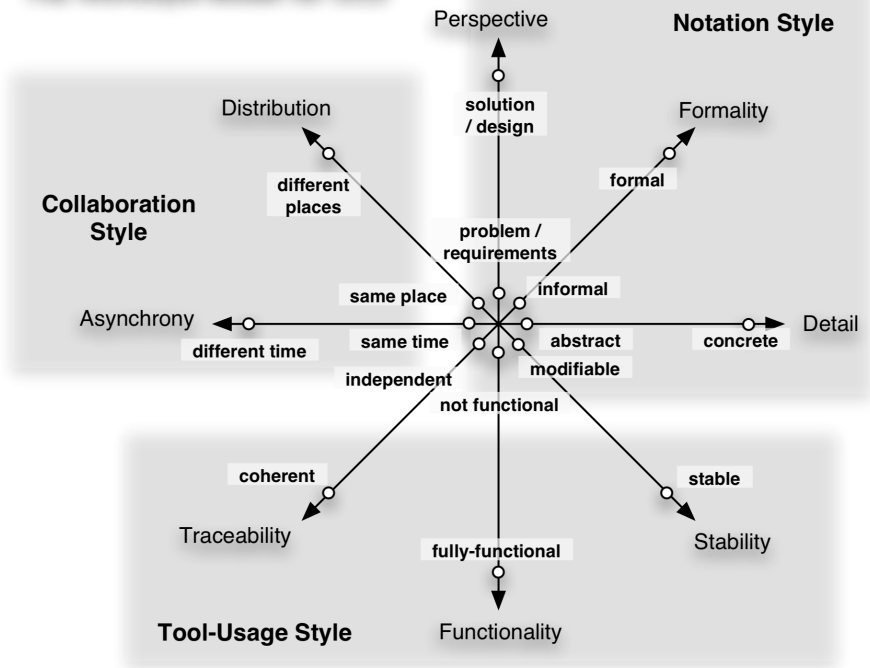 Perspective
Notation Style
Distribution
solution
/ design
Formality
different
places
formal
Collaboration
Style
problem /
requirements
same place
informal
Asynchrony
Detail
different time
same time
abstract
concrete
independent
modifiable
not functional
coherent
stable
Traceability
fully-functional
Stability
Tool-Usage Style
Functionality